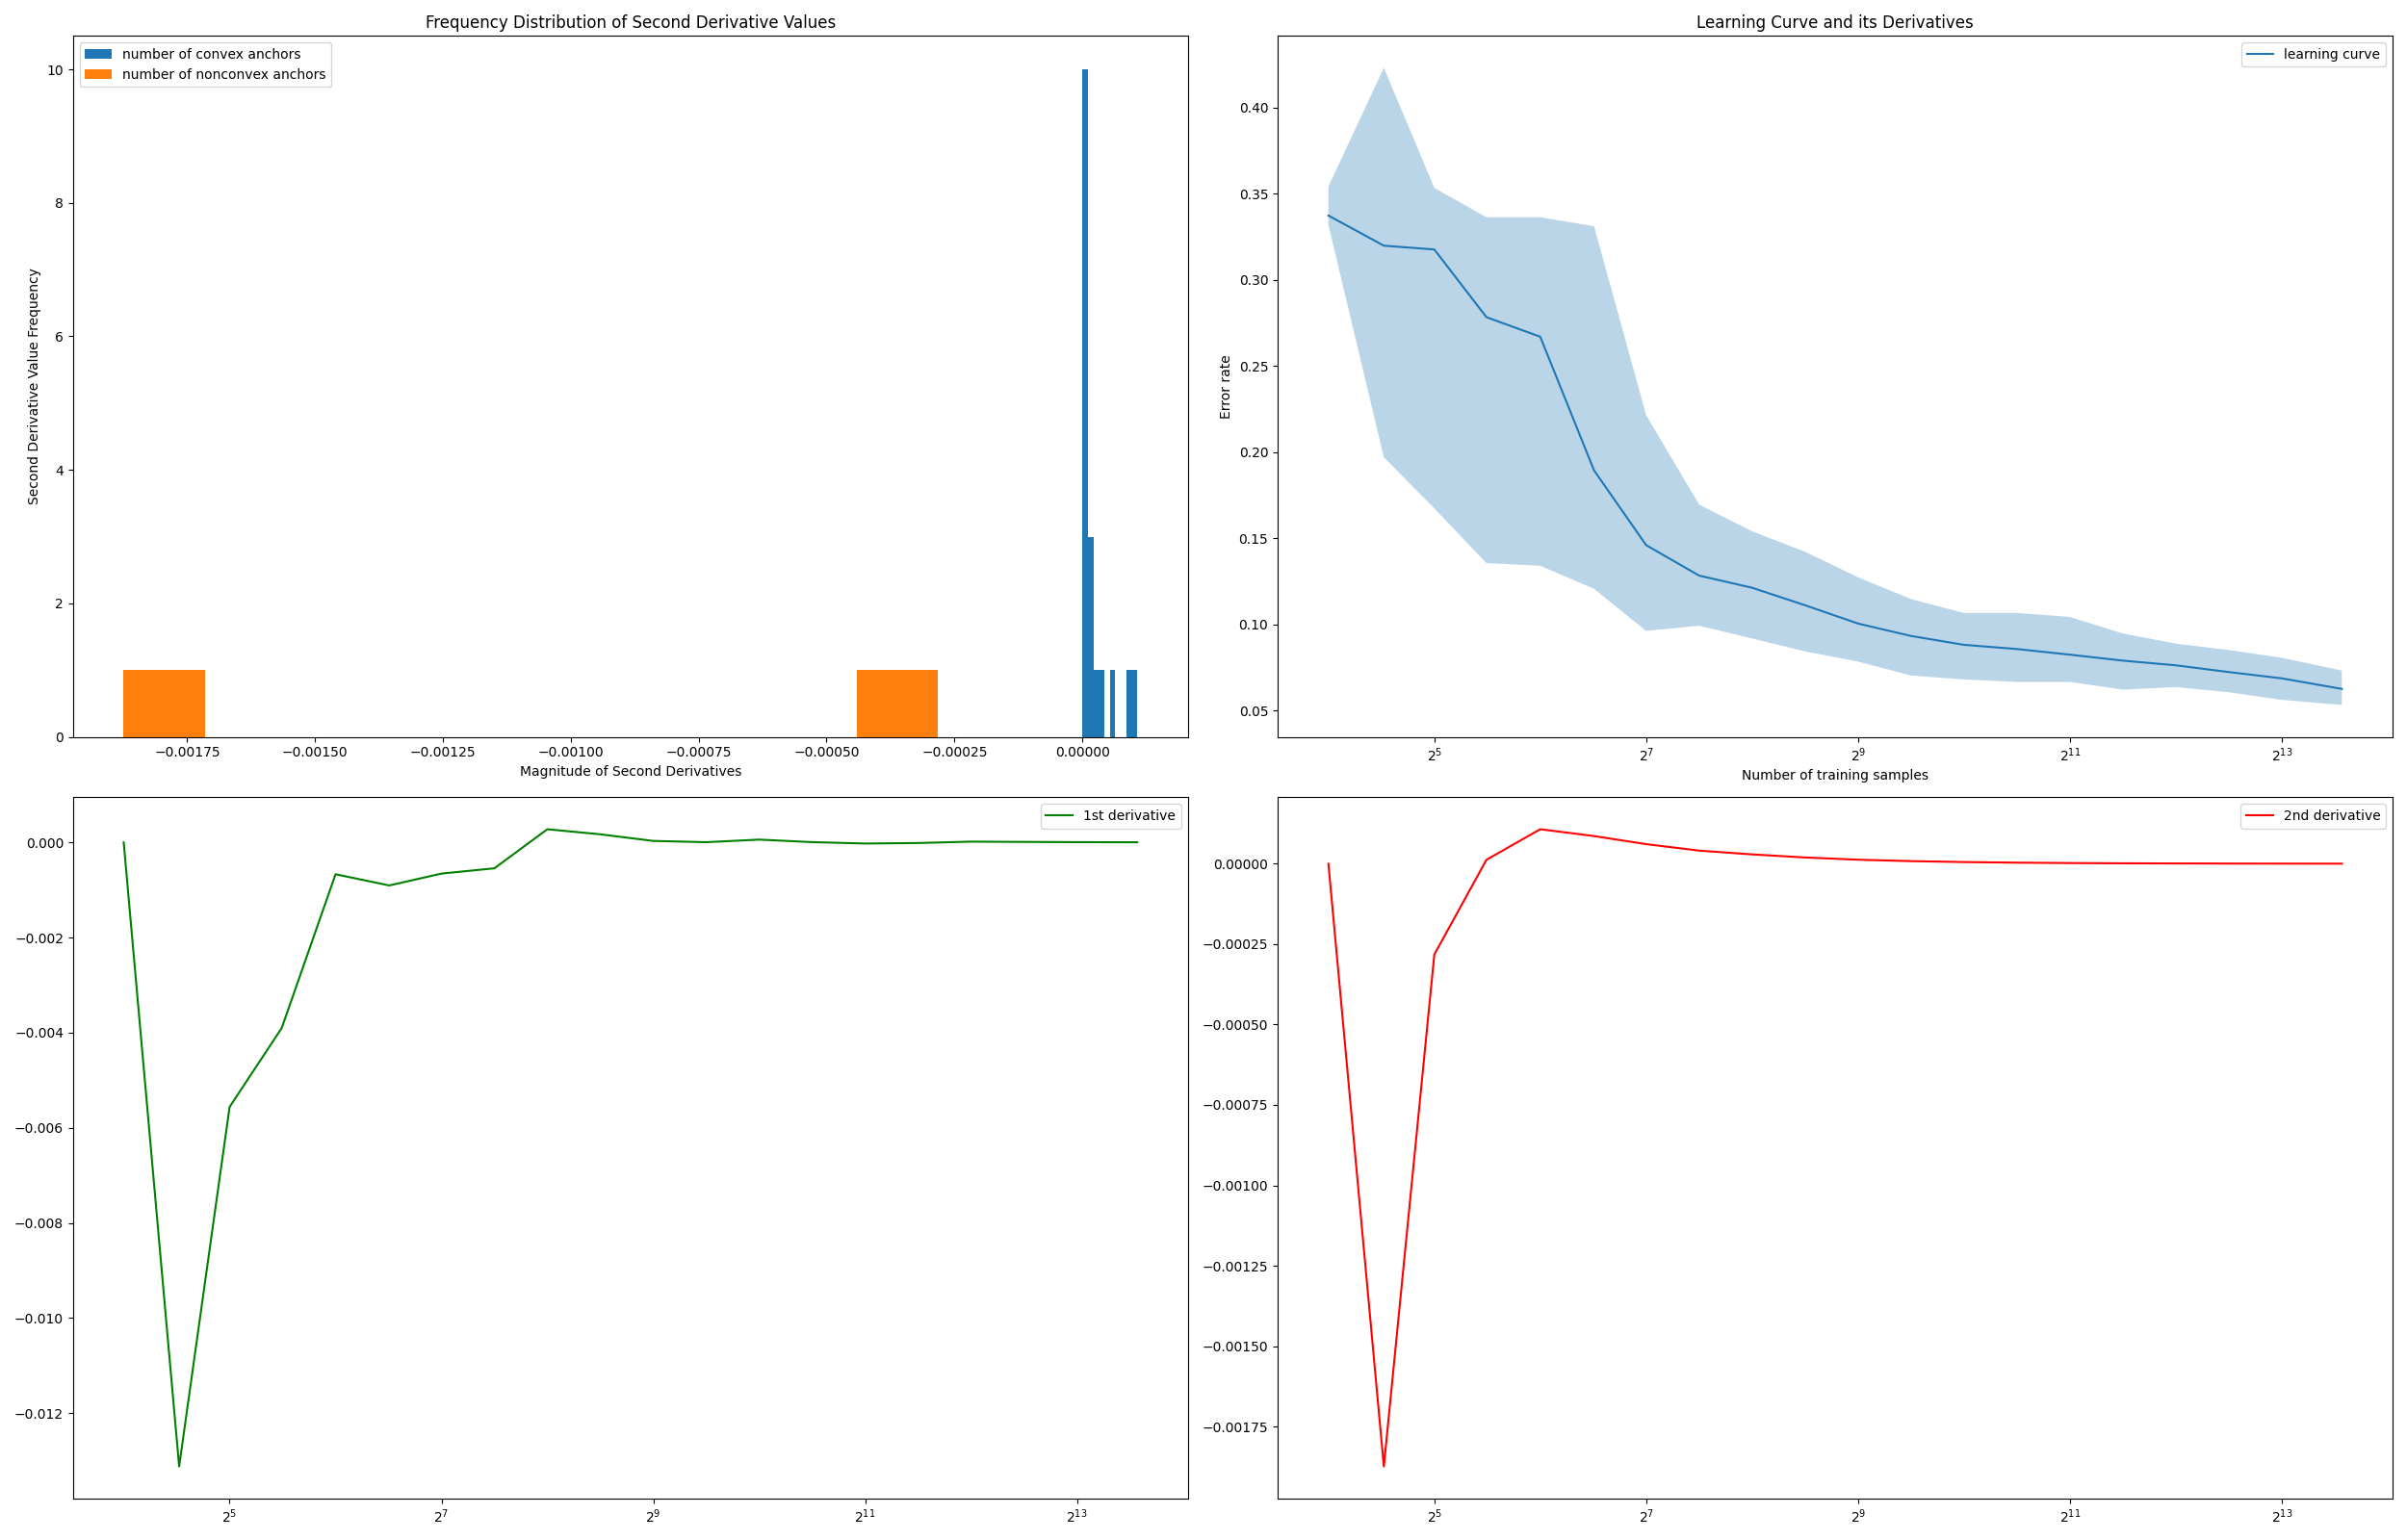 Frequency Distribution of Second Derivative Values
number of convex anchors
number of nonconvex anchors
Second Derivative Value Frequency
10
8
6
4
2
0
−0.00175 −0.00150 −0.00125 −0.00100 −0.00075 −0.00050 −0.00025 0.00000
Magnitude of Second Derivatives
Learning Curve and its Derivatives
learning curve
Error rate
0.40
0.35
0.30
0.25
0.20
0.15
0.10
0.05
2^5 2^7 2^9 2^11 2^13
Number of training samples
1st derivative
0.000
−0.002
−0.004
−0.006
−0.008
−0.010
−0.012
2^5 2^7 2^9 2^11 2^13
2nd derivative
0.00000
−0.00025
−0.00050
−0.00075
−0.00100
−0.00125
−0.00150
−0.00175
2^5 2^7 2^9 2^11 2^13